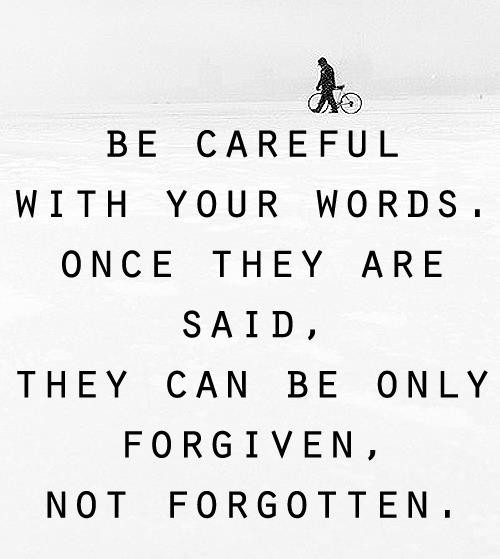 BE CAREFUL
WITH YOUR WORDS.
ONCE THEY ARE
SAID,
THEY CAN BE ONLY
FORGIVEN,
NOT FORGOTTEN.